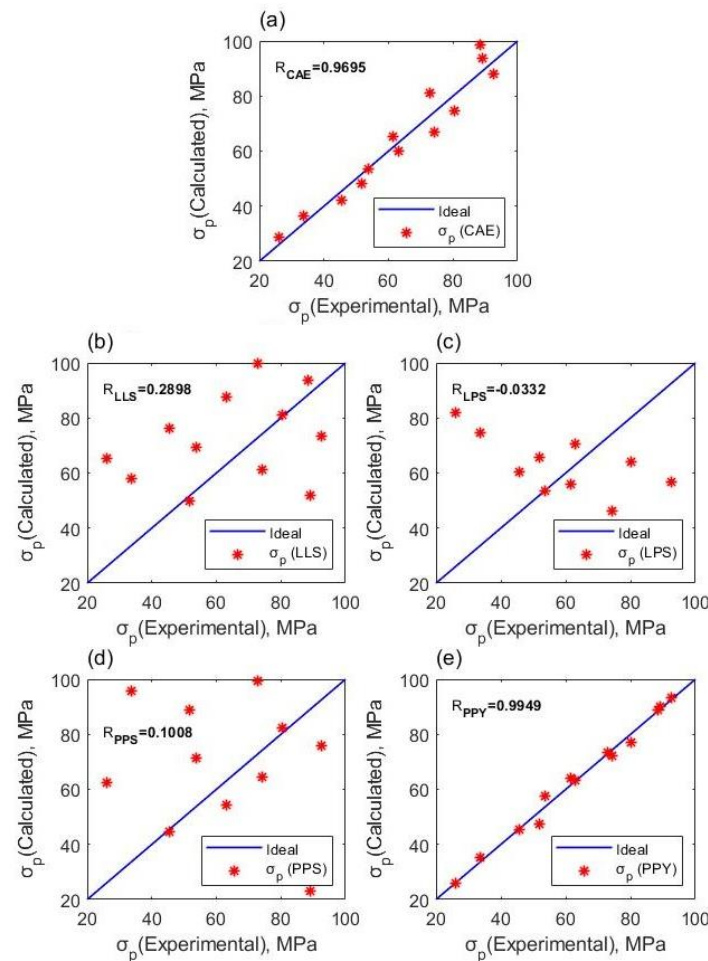 (a)
R_CAE=0.9695
σ_p(Calculated), MPa
100
80
60
40
20
Ideal
σ_p (CAE)
20 40 60 80 100
σ_p(Experimental), MPa
(b)
R_LLS=0.2898
σ_p(Calculated), MPa
100
80
60
40
20
Ideal
σ_p (LLS)
20 40 60 80 100
σ_p(Experimental), MPa
(c)
R_LPS=-0.0332
σ_p(Calculated), MPa
100
80
60
40
20
Ideal
σ_p (LPS)
20 40 60 80 100
σ_p(Experimental), MPa
(d)
R_PPS=0.1008
σ_p(Calculated), MPa
100
80
60
40
20
Ideal
σ_p (PPS)
20 40 60 80 100
σ_p(Experimental), MPa
(e)
R_PPY=0.9949
σ_p(Calculated), MPa
100
80
60
40
20
Ideal
σ_p (PPY)
20 40 60 80 100
σ_p(Experimental), MPa